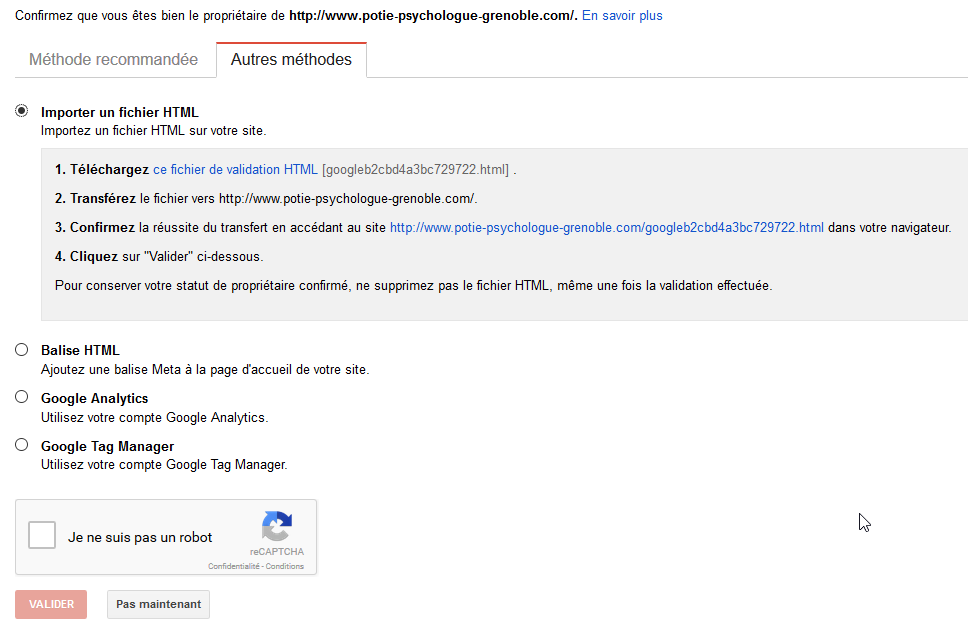 Confirmez que vous êtes bien le propriétaire de http://www.potie-psychologue-grenoble.com/. En savoir plus
Méthode recommandée
Autres méthodes
Importer un fichier HTML
Importez un fichier HTML sur votre site.
1. Téléchargez ce fichier de validation HTML [googleb2cbd4a3bc729722.html] .
2. Transférez le fichier vers http://www.potie-psychologue-grenoble.com/.
3. Confirmez la réussite du transfert en accédant au site http://www.potie-psychologue-grenoble.com/googleb2cbd4a3bc729722.html dans votre navigateur.
4. Cliquez sur "Valider" ci-dessous.
Pour conserver votre statut de propriétaire confirmé, ne supprimez pas le fichier HTML, même une fois la validation effectuée.
Balise HTML
Ajoutez une balise Meta à la page d'accueil de votre site.
Google Analytics
Utilisez votre compte Google Analytics.
Google Tag Manager
Utilisez votre compte Google Tag Manager.
Je ne suis pas un robot
reCAPTCHA
Confidentialité - Conditions
VALIDER
Pas maintenant